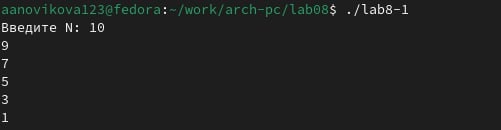 aanovikova123@fedora:~/work/arch-pc/lab08$ ./lab8-1
Введите N: 10
9
7
5
3
1